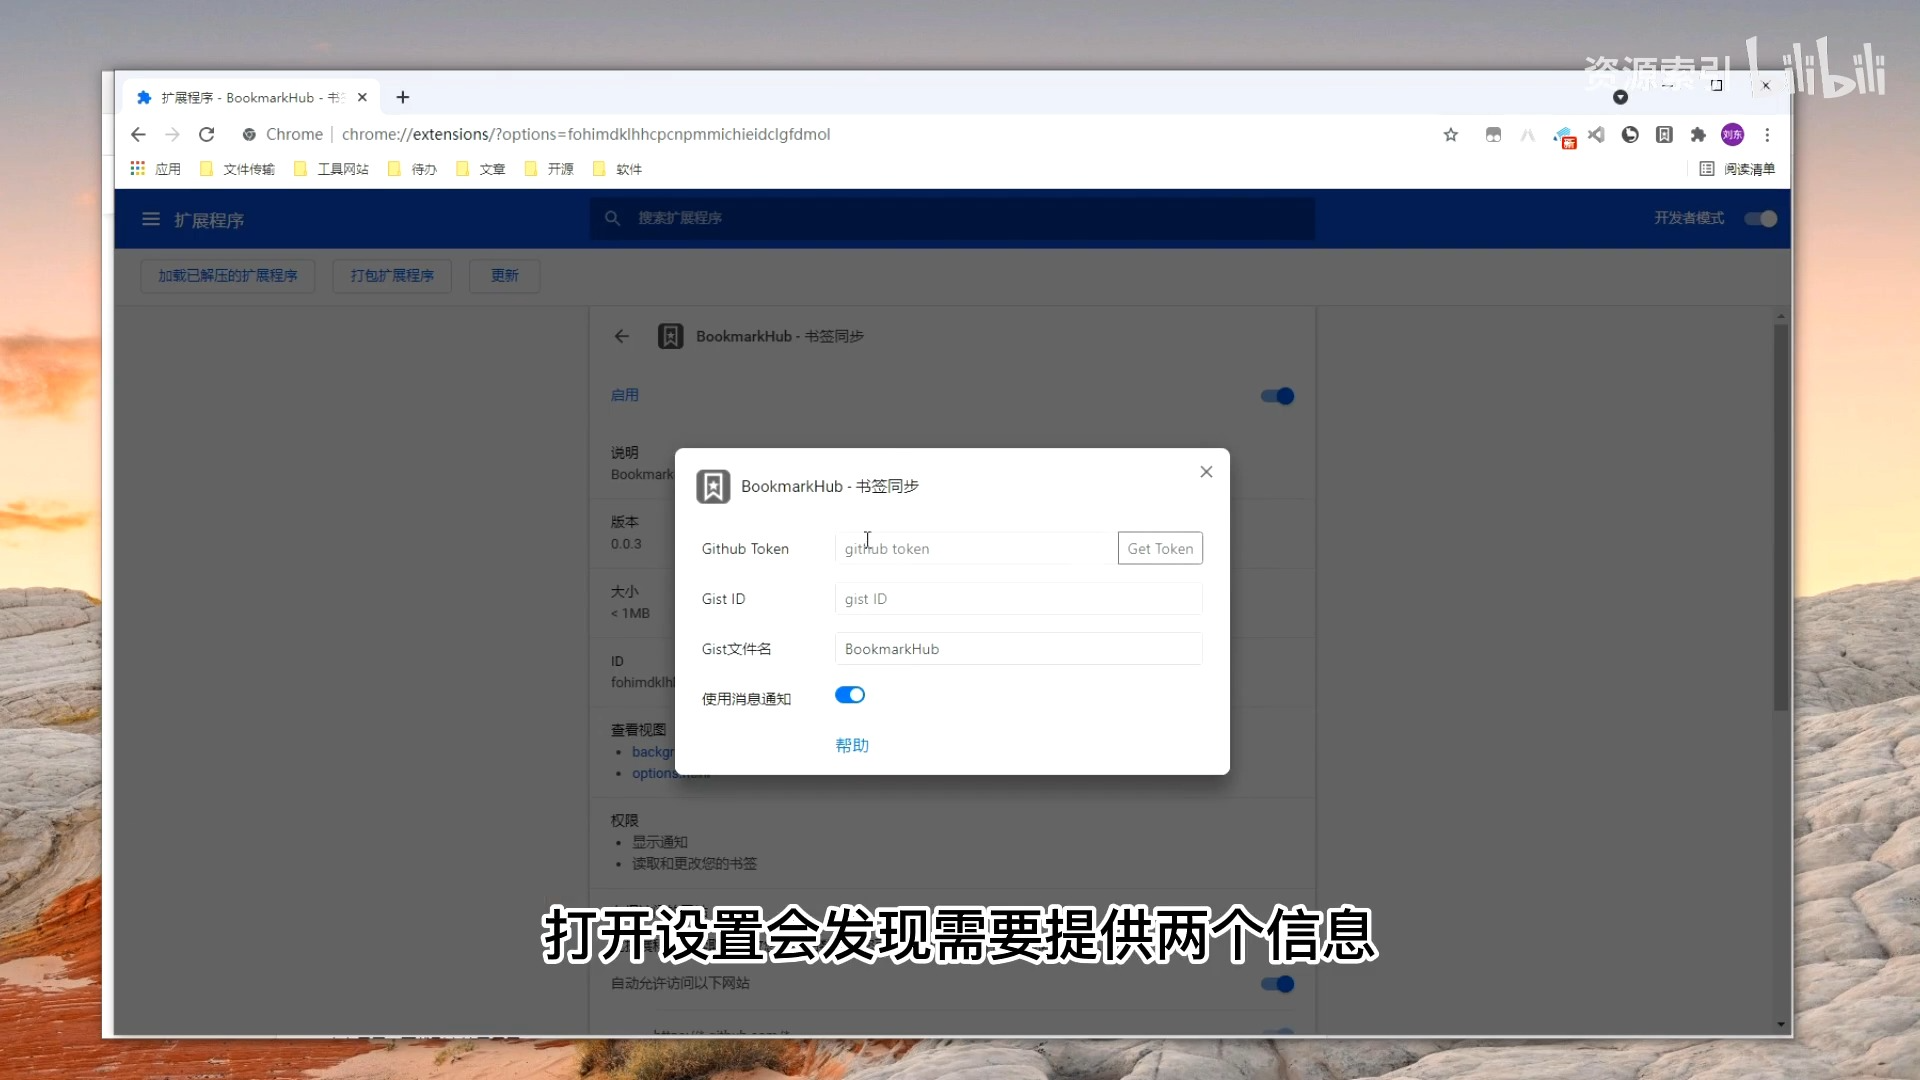 资源索引 bilibili
扩展程序 - BookmarkHub - 书
Chrome | chrome://extensions/?options=fohimdklhhcpcnpmmichieidclgfdmol
新
刘东
应用 文件传输 工具网站 待办 文章 开源 软件 阅读清单
扩展程序 搜索扩展程序 开发者模式
加载已解压的扩展程序 打包扩展程序 更新
BookmarkHub - 书签同步
启用
说明
Bookmark
版本
0.0.3
大小
< 1MB
ID
fohimdklh
查看视图
backgr
options.html
BookmarkHub - 书签同步
Github Token github token Get Token
Gist ID gist ID
Gist文件名 BookmarkHub
使用消息通知
帮助
权限
显示通知
读取和更改您的书签
打开设置会发现需要提供两个信息
自动允许访问以下网站